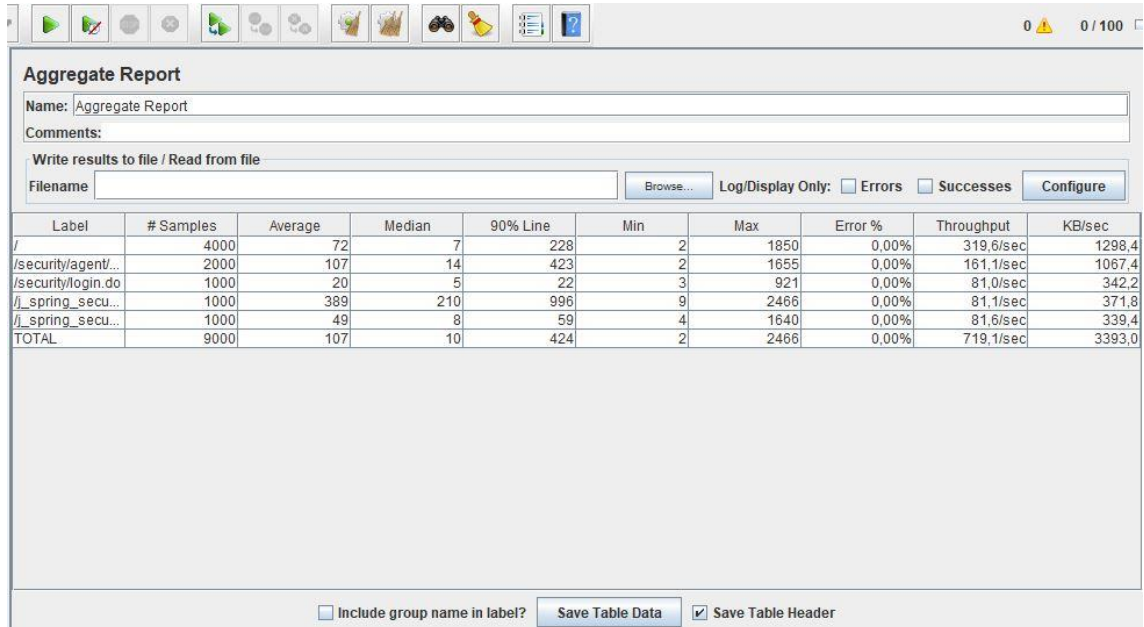 0 0 / 100
Aggregate Report
Name: Aggregate Report
Comments:
Write results to file / Read from file
Filename Browse... Log/Display Only: Errors Successes Configure
Label # Samples Average Median 90% Line Min Max Error % Throughput KB/sec
/ 4000 72 7 228 2 1850 0,00% 319,6/sec 1298,4
/security/agent/... 2000 107 14 423 2 1655 0,00% 161,1/sec 1067,4
/security/login.do 1000 20 5 22 3 921 0,00% 81,0/sec 342,2
/j_spring_secu... 1000 389 210 996 9 2466 0,00% 81,1/sec 371,8
/j_spring_secu... 1000 49 8 59 4 1640 0,00% 81,6/sec 339,4
TOTAL 9000 107 10 424 2 2466 0,00% 719,1/sec 3393,0
Include group name in label? Save Table Data Save Table Header